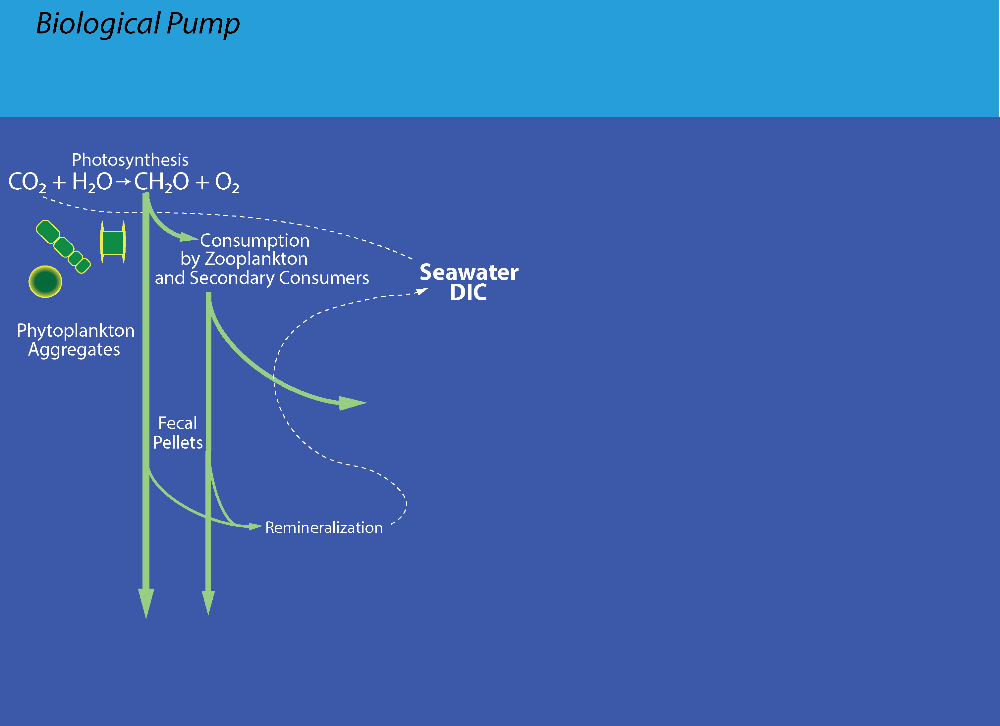 Biological Pump
Photosynthesis
CO₂ + H₂O→CH₂O + O₂
Consumption
by Zooplankton
and Secondary Consumers
Seawater
DIC
Phytoplankton
Aggregates
Fecal
Pellets
Remineralization